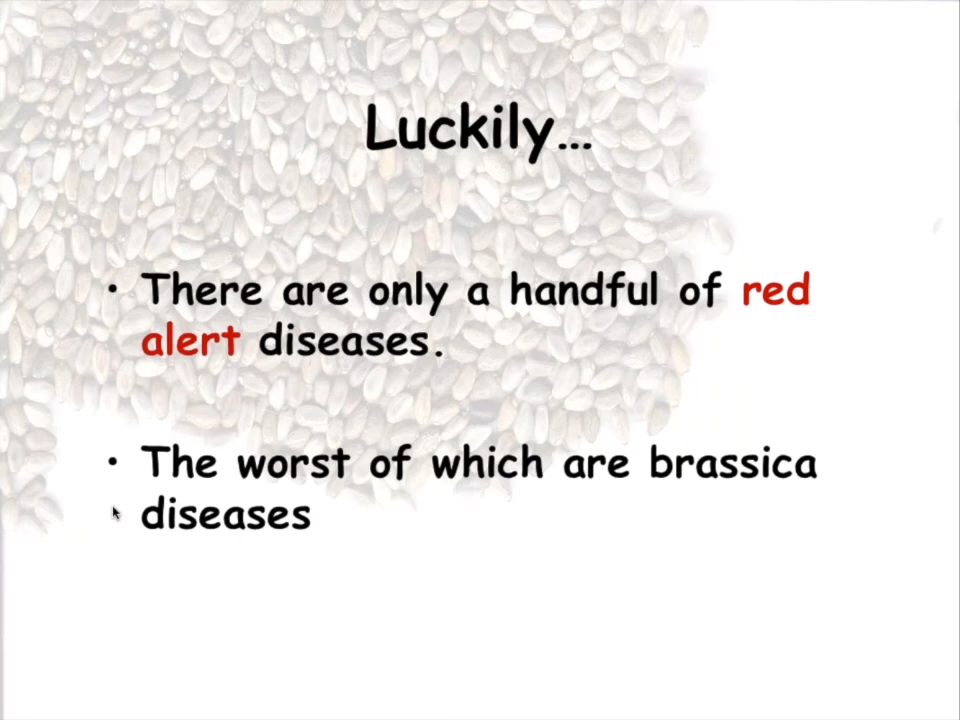 Luckily...
• There are only a handful of red
alert diseases.
• The worst of which are brassica
diseases